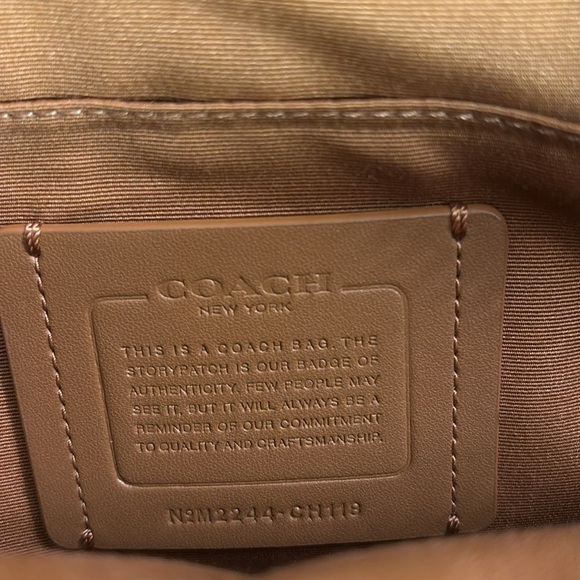 COACH
NEW YORK
THIS IS A COACH BAG. THE
STORYPATCH IS OUR BADGE OF
AUTHENTICITY. FEW PEOPLE MAY
SEE IT, BUT IT WILL ALWAYS BE A
REMINDER OF OUR COMMITMENT
TO QUALITY AND CRAFTSMANSHIP.
NºM2244-CH118